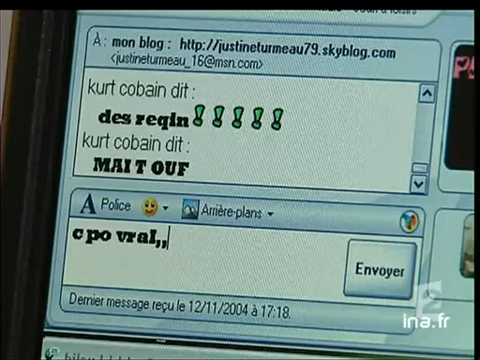 À : mon blog : http://justineturmeau79.skyblog.com
<justineturmeau_16@msn.com>
kurt cobain dit :
des reqin!!!!!
kurt cobain dit :
MAI T OUF
Police
Arrière-plans
c po vrai,,
Envoyer
Dernier message reçu le 12/11/2004 à 17:18.
2
ina.fr